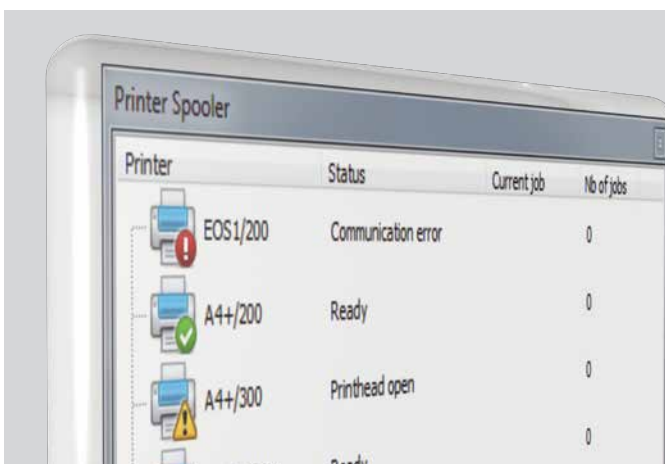 Printer Spooler
Printer Status Current job Nb of jobs
EOS1/200 Communication error 0
A4+/200 Ready 0
A4+/300 Printhead open 0
Ready 0